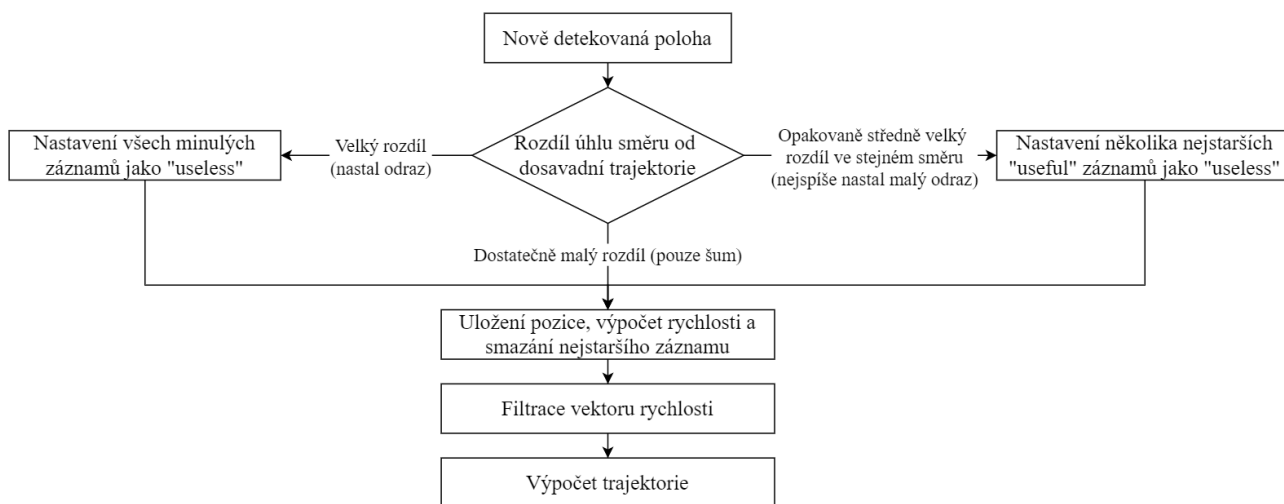 Nově detekovaná poloha
Rozdíl úhlu směru od
dosavadní trajektorie
Velký rozdíl
(nastal odraz)
Nastavení všech minulých
záznamů jako "useless"
Opakovaně středně velký
rozdíl ve stejném směru
(nejspíše nastal malý odraz)
Nastavení několika nejstarších
"useful" záznamů jako "useless"
Dostatečně malý rozdíl (pouze šum)
Uložení pozice, výpočet rychlosti a
smazání nejstaršího záznamu
Filtrace vektoru rychlosti
Výpočet trajektorie